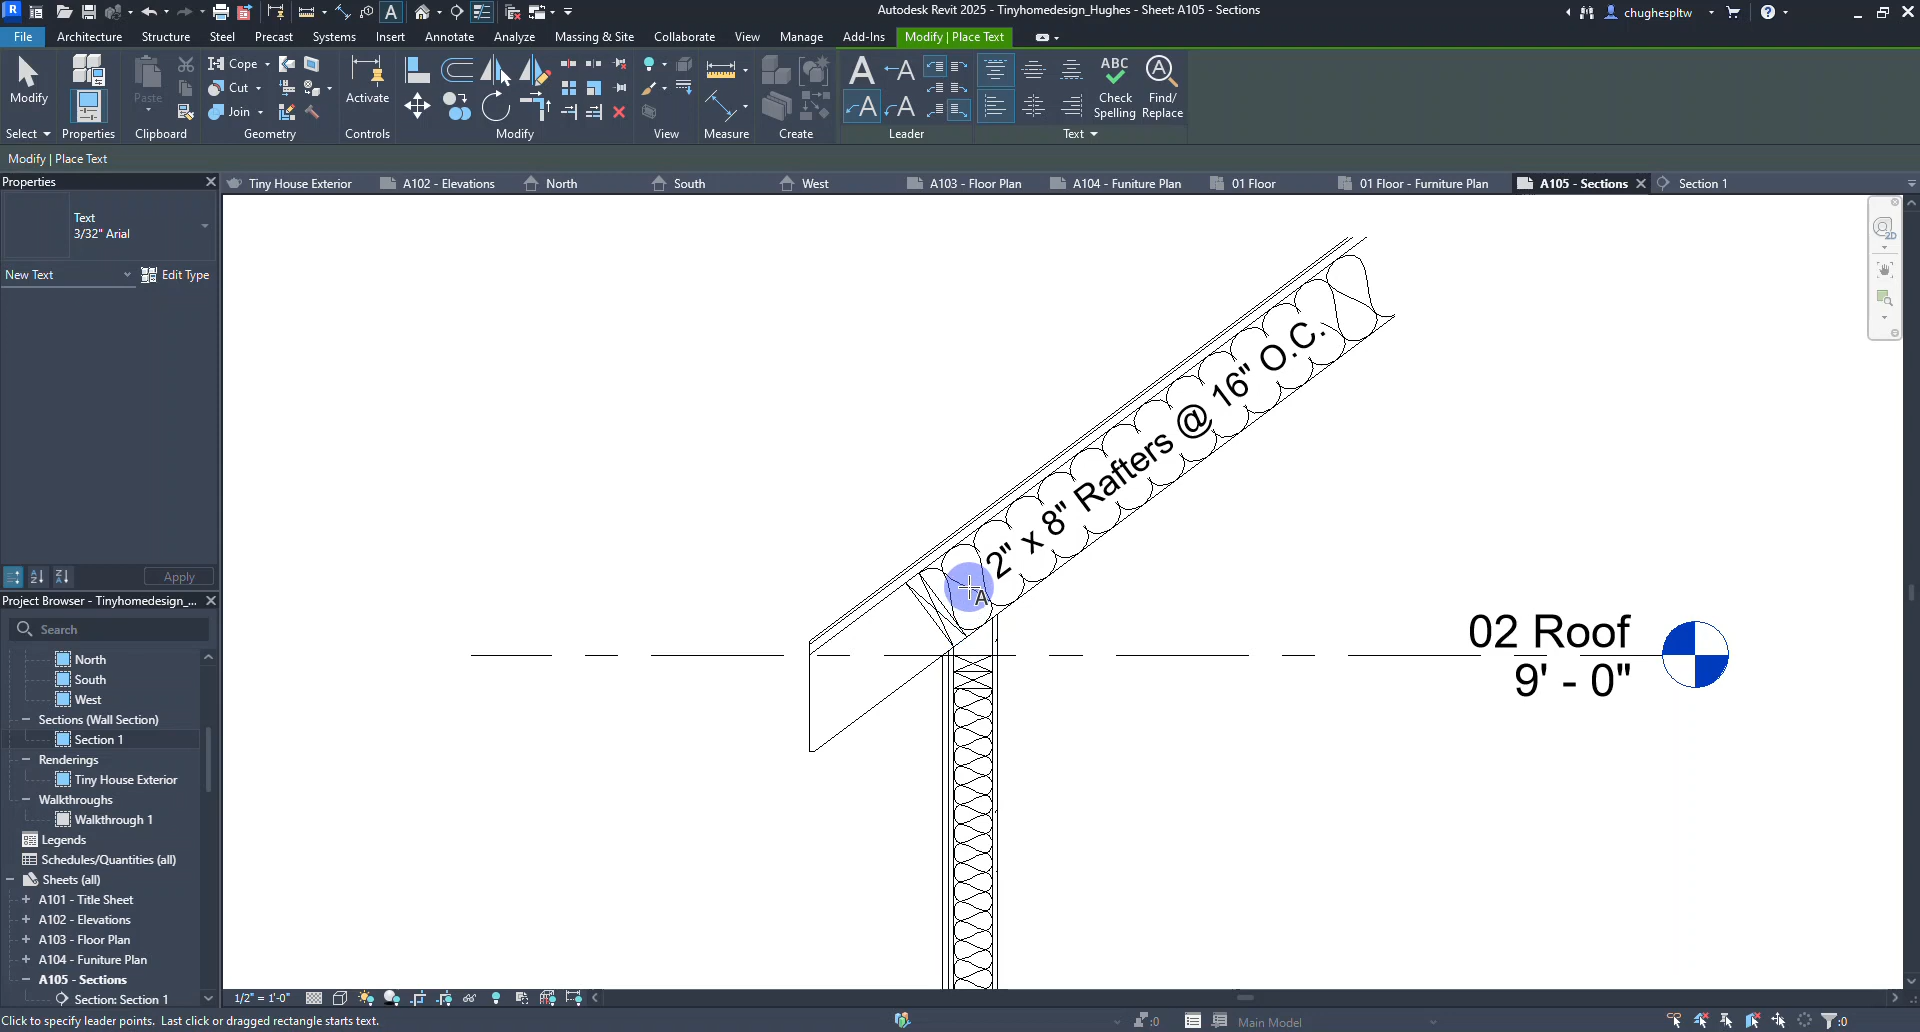 Autodesk Revit 2025 - Tinyhomedesign_Hughes - Sheet: A105 - Sections
chughespltw
File Architecture Structure Steel Precast Systems Insert Annotate Analyze Massing & Site Collaborate View Manage Add-Ins Modify | Place Text
Modify
Paste
Cope
Cut
Join
Activate
ABC
Check Spelling
Find/ Replace
Select Properties Clipboard Geometry Controls Modify View Measure Create Leader Text
Modify | Place Text
Properties
Tiny House Exterior A102 - Elevations North South West A103 - Floor Plan A104 - Funiture Plan 01 Floor 01 Floor - Furniture Plan A105 - Sections Section 1
Text
3/32" Arial
New Text
Edit Type
2D
2" x 8" Rafters @ 16" O.C.
A
02 Roof
9' - 0"
Apply
Project Browser - Tinyhomedesign_...
Search
North
South
West
Sections (Wall Section)
Section 1
Renderings
Tiny House Exterior
Walkthroughs
Walkthrough 1
Legends
Schedules/Quantities (all)
Sheets (all)
A101 - Title Sheet
A102 - Elevations
A103 - Floor Plan
A104 - Funiture Plan
A105 - Sections
Section: Section 1
1/2" = 1'-0"
Click to specify leader points. Last click or dragged rectangle starts text.
:0
Main Model
:0